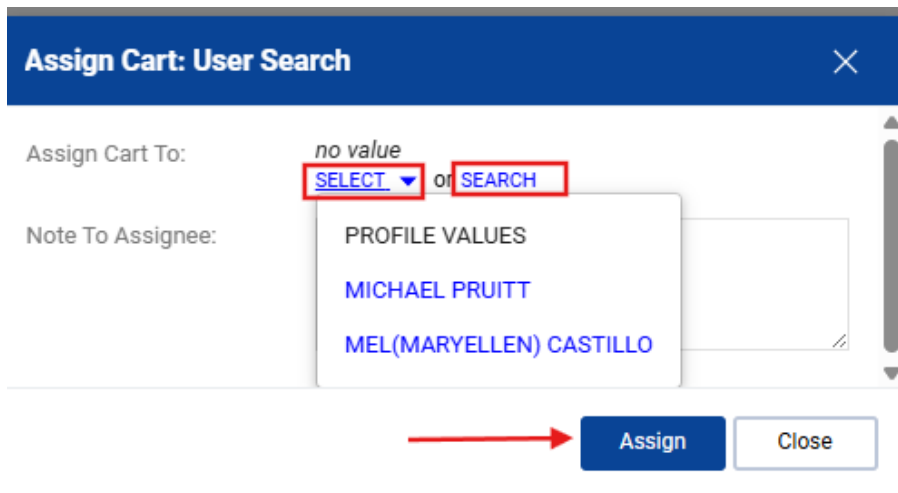 Assign Cart: User Search
Assign Cart To:
no value
SELECT or SEARCH
Note To Assignee:
PROFILE VALUES
MICHAEL PRUITT
MEL(MARYELLEN) CASTILLO
Assign Close